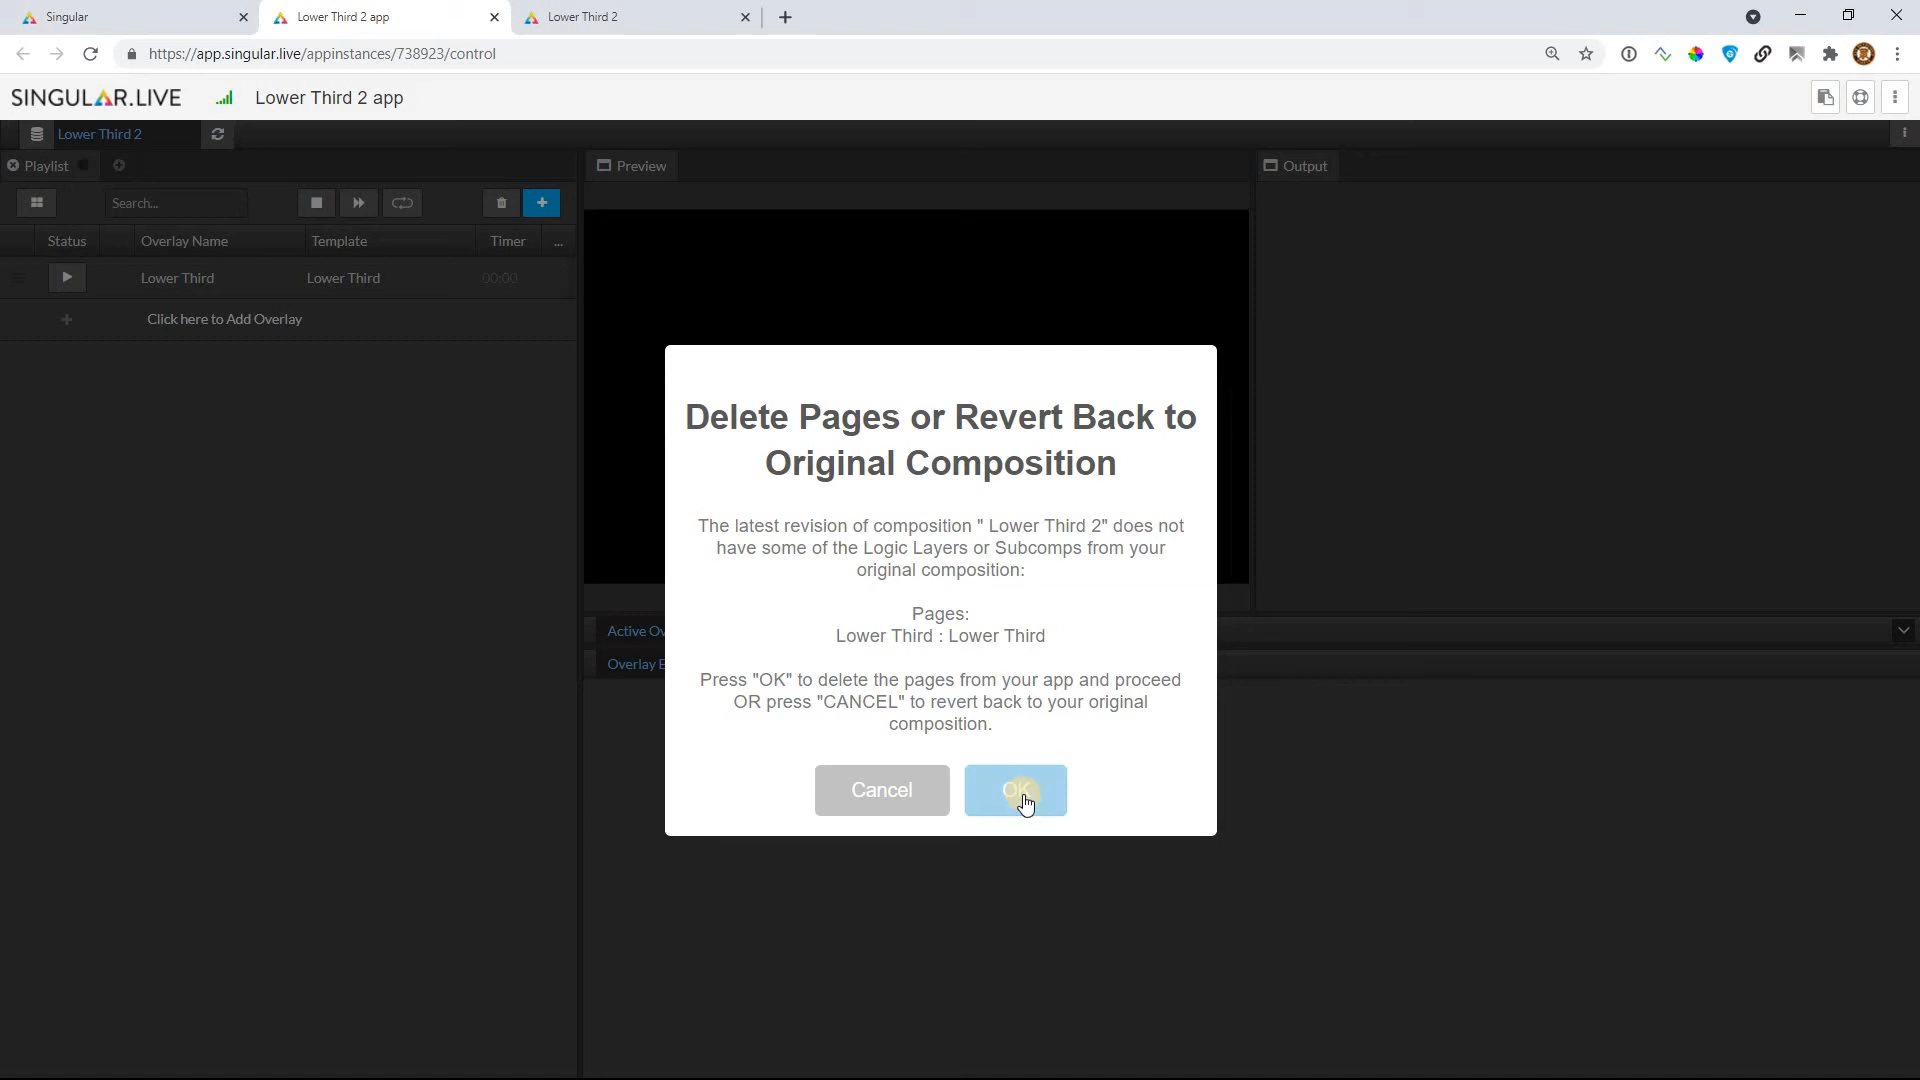 Singular
Lower Third 2 app
Lower Third 2
https://app.singular.live/appinstances/738923/control
SINGULAR.LIVE
Lower Third 2 app
Lower Third 2
Playlist
Preview
Output
Search...
Status
Overlay Name
Template
Timer
...
Lower Third
Lower Third
00:00
Click here to Add Overlay
Delete Pages or Revert Back to
Original Composition
The latest revision of composition " Lower Third 2" does not
have some of the Logic Layers or Subcomps from your
original composition:
Pages:
Lower Third : Lower Third
Press "OK" to delete the pages from your app and proceed
OR press "CANCEL" to revert back to your original
composition.
Cancel
OK
Active Ov
Overlay E